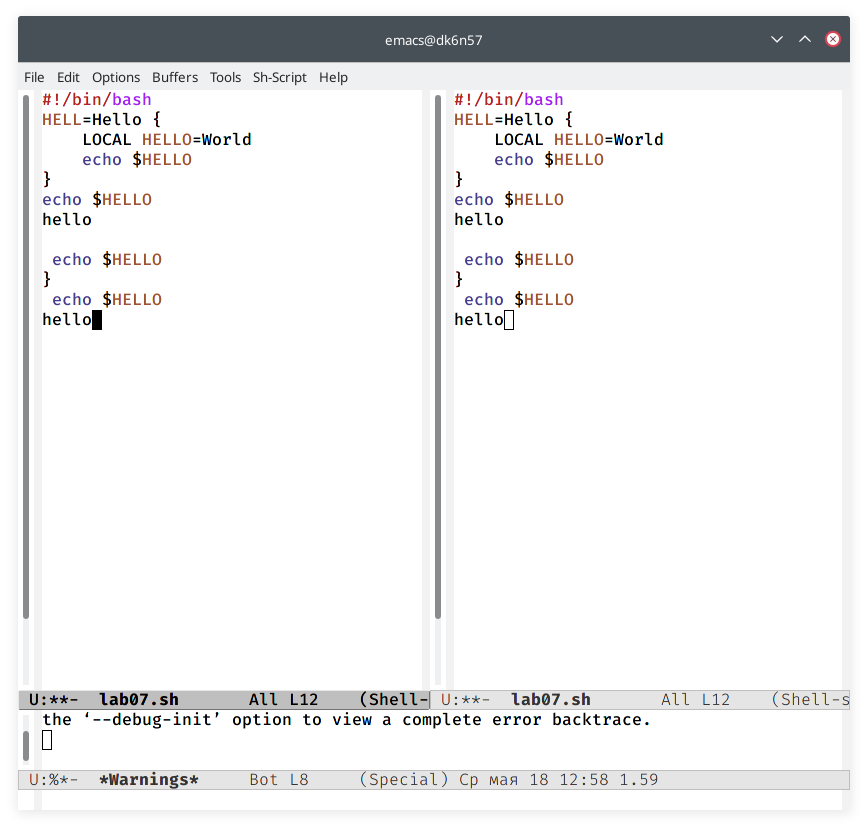 emacs@dk6n57
File Edit Options Buffers Tools Sh-Script Help
#!/bin/bash
HELL=Hello {
    LOCAL HELLO=World
    echo $HELLO
}
echo $HELLO
hello

 echo $HELLO
}
 echo $HELLO
hello
U:**-  lab07.sh       All L12    (Shell-
#!/bin/bash
HELL=Hello {
    LOCAL HELLO=World
    echo $HELLO
}
echo $HELLO
hello

 echo $HELLO
}
 echo $HELLO
hello
U:**-  lab07.sh       All L12    (Shell-s
the ‘--debug-init’ option to view a complete error backtrace.
U:%*-  *Warnings*     Bot L8     (Special) Ср мая 18 12:58 1.59